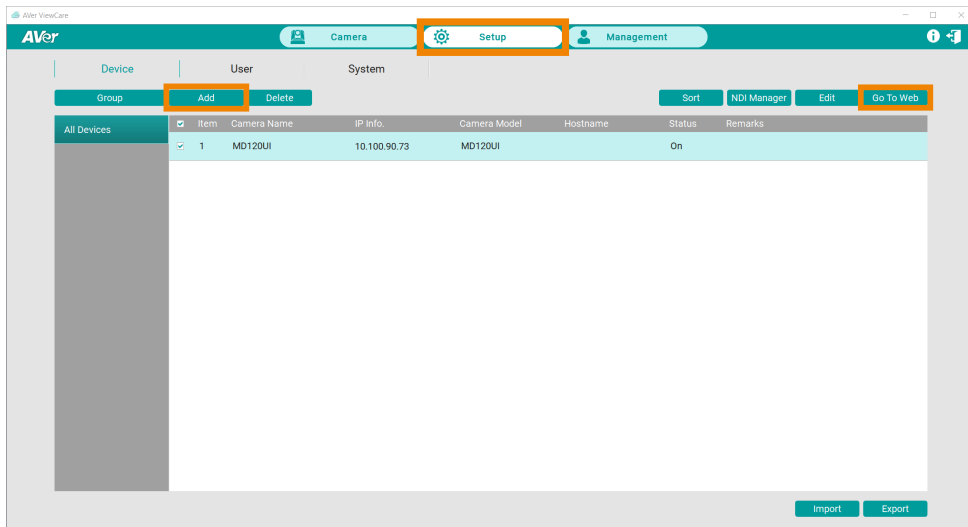 AVer ViewCare
AVer Camera Setup Management
Device User System
Group Add Delete Sort NDI Manager Edit Go To Web
All Devices
Item Camera Name IP Info. Camera Model Hostname Status Remarks
1 MD120UI 10.100.90.73 MD120UI On
Import Export